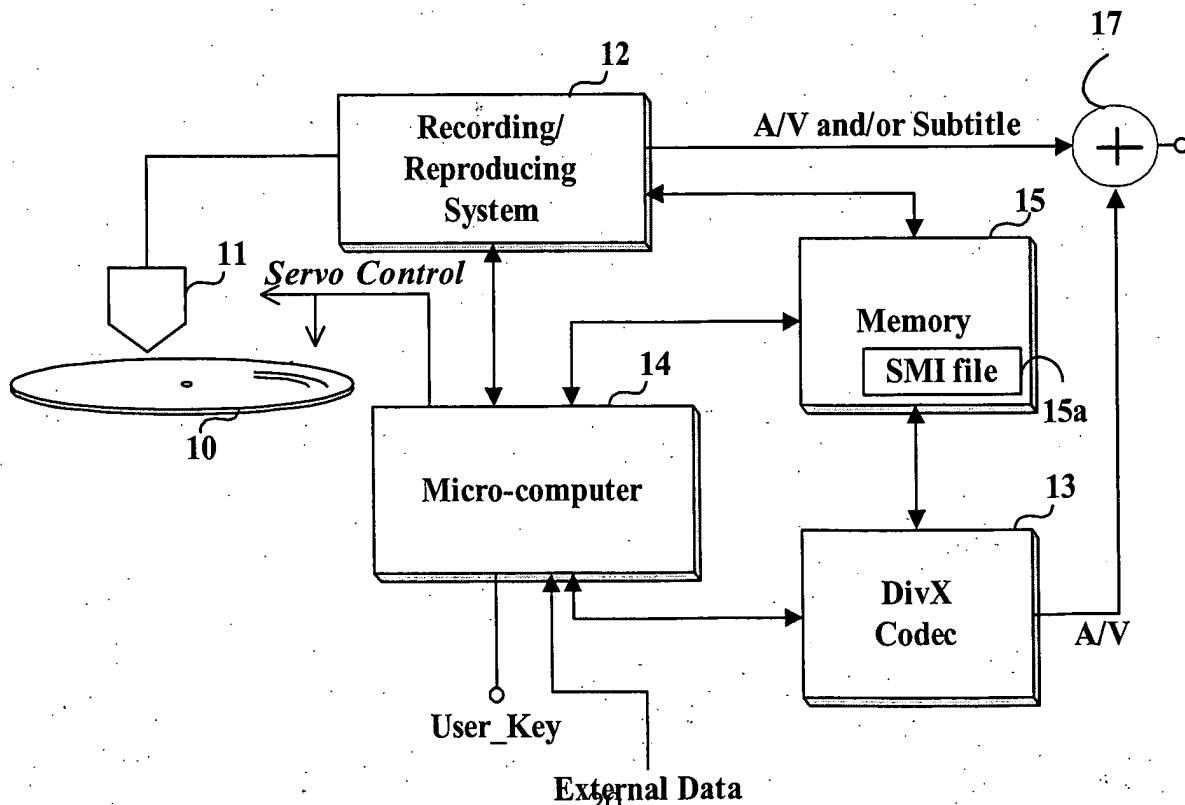 17
12
Recording/
Reproducing
System
A/V and/or Subtitle
11
Servo Control
15
Memory
SMI file
15a
10
14
Micro-computer
13
DivX
Codec
A/V
User_Key
External Data